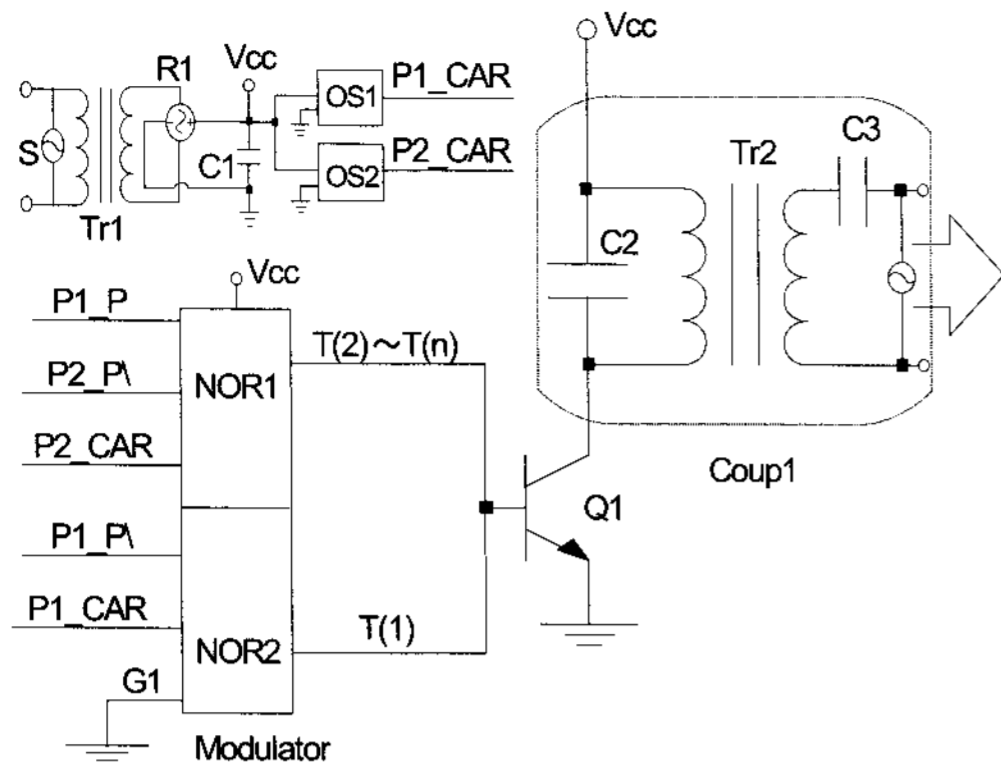 Vcc
R1
Vcc
P1_CAR
OS1
S
C1
P2_CAR
OS2
Tr1
C3
Tr2
C2
Vcc
P1_P
T(2)~T(n)
P2_P\
NOR1
P2_CAR
Coup1
Q1
P1_P\
P1_CAR
T(1)
NOR2
G1
Modulator